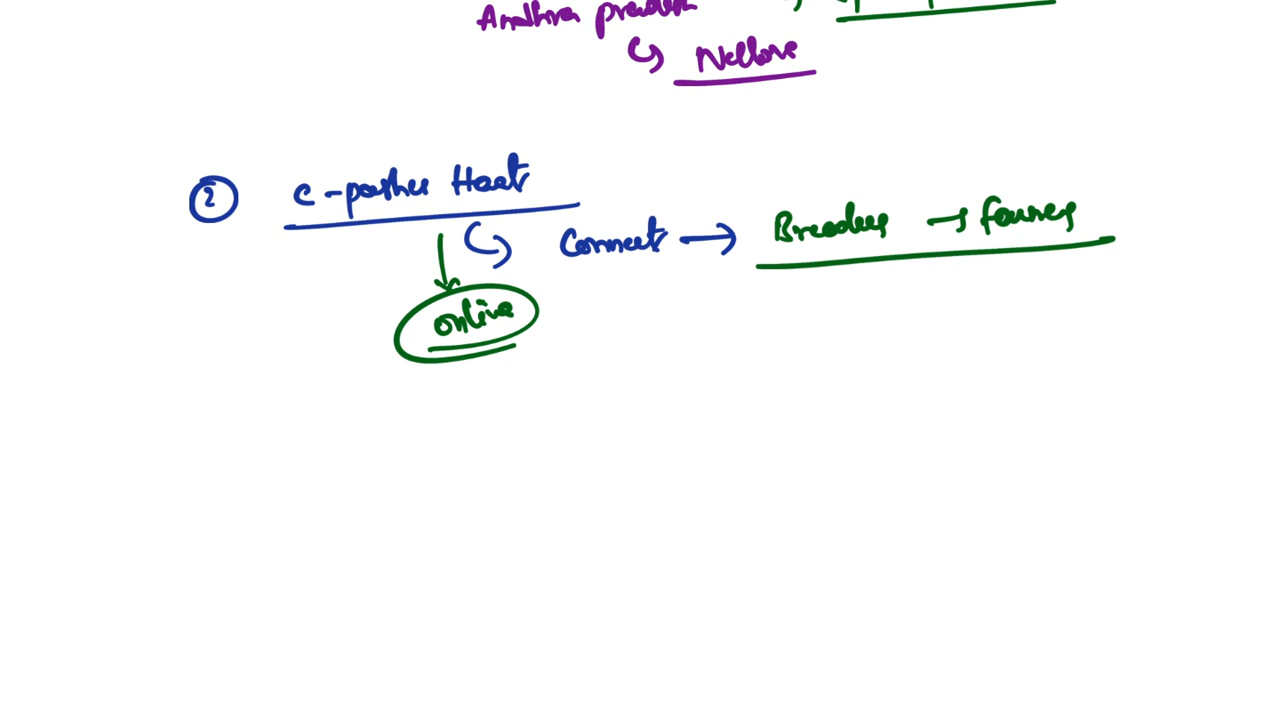 Andhra pradesh
↳ Nellore
② e-pashu Haat
↳ Connect → Breeders → farmers
online